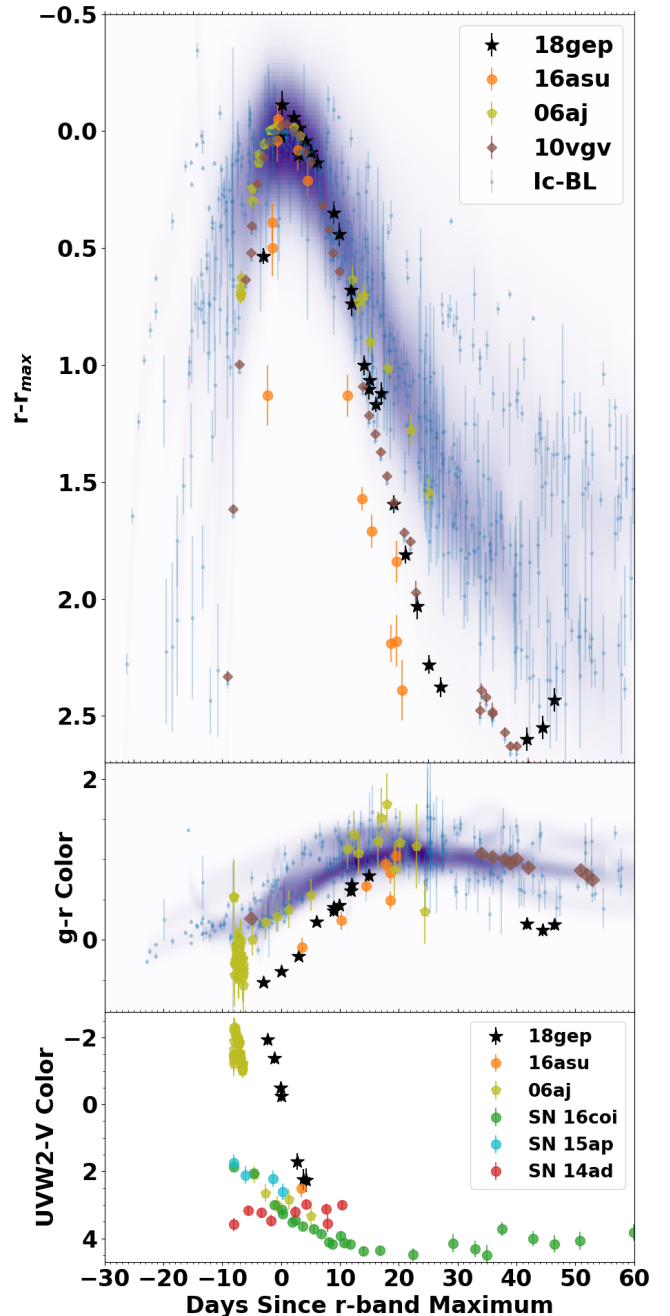 −0.5
0.0
0.5
1.0
1.5
2.0
2.5
r-r_max
18gep
16asu
06aj
10vgv
Ic-BL
2
0
g-r Color
−2
0
2
4
UVW2-V Color
18gep
16asu
06aj
SN 16coi
SN 15ap
SN 14ad
−30 −20 −10 0 10 20 30 40 50 60
Days Since r-band Maximum